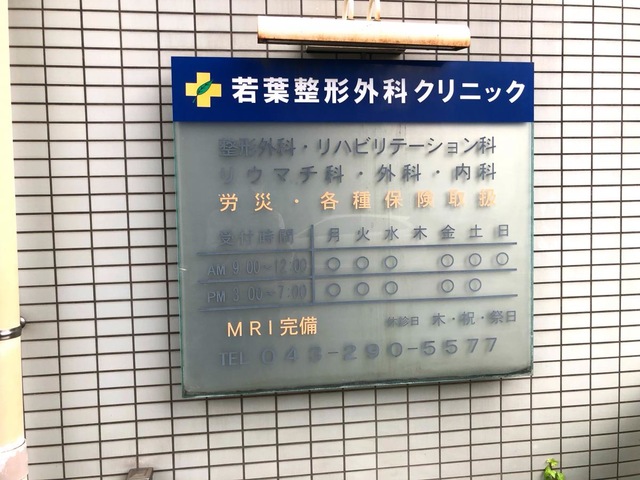 若葉整形外科クリニック
整形外科・リハビリテーション科
リウマチ科・外科・内科
労災・各種保険取扱
受付時間 月 火 水 木 金 土 日
AM 9:00〜12:00 ○ ○ ○ ○ ○ ○
PM 3:00〜7:00 ○ ○ ○ ○ ○
MRI完備 休診日 木・祝・祭日
TEL 043-290-5577